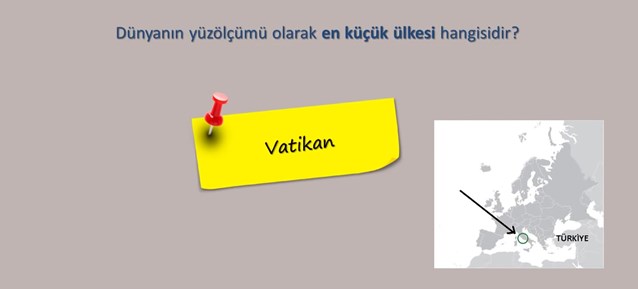 Dünyanın yüzölçümü olarak en küçük ülkesi hangisidir?
Vatikan
TÜRKİYE